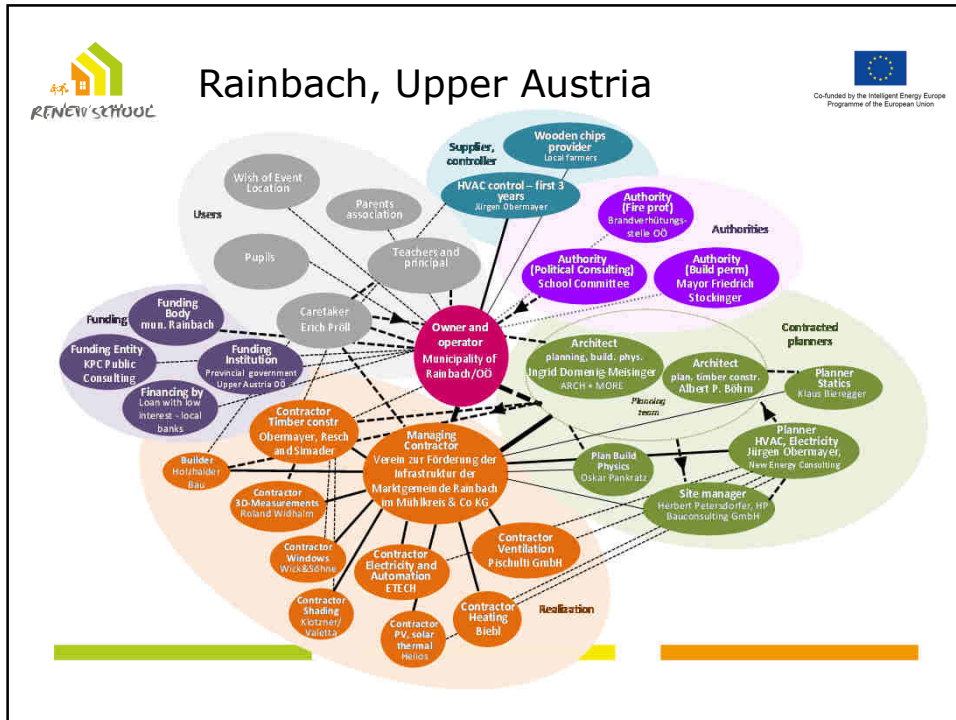 RENEW SCHOOL
Rainbach, Upper Austria
Co-funded by the Intelligent Energy Europe
Programme of the European Union
Supplier,
controller
Wooden chips
provider
Local farmers
HVAC control – first 3
years
Jürgen Obermayer
Users
Wish of Event
Location
Parents
association
Pupils
Teachers and
principal
Caretaker
Erich Pröll
Authorities
Authority
(Fire prot)
Brandverhütungs-
stelle OÖ
Authority
(Political Consulting)
School Committee
Authority
(Build perm)
Mayor Friedrich
Stockinger
Funding
Funding
Body
mun. Rainbach
Funding Entity
KPC Public
Consulting
Funding
Institution
Provincial government
Upper Austria OÖ
Financing by
Loan with low
interest - local
banks
Owner and
operator
Municipality of
Rainbach/OÖ
Contracted
planners
Architect
planning, build. phys.
Ingrid Domenig-Meisinger
ARCH + MORE
Architect
plan. timber constr.
Albert P. Böhm
Planning
team
Planner
Statics
Klaus Bieregger
Planner
HVAC, Electricity
Jürgen Obermayer,
New Energy Consulting
Plan Build
Physics
Oskar Pankratz
Site manager
Herbert Petersdorfer, HP
Bauconsulting GmbH
Contractor
Timber constr
Obermayer, Resch
and Simader
Managing
Contractor
Verein zur Förderung der
Infrastruktur der
Marktgemeinde Rainbach
im Mühlkreis & Co KG
Builder
Holzhaider
Bau
Contractor
3D-Measurements
Roland Widhalm
Contractor
Windows
Wick&Söhne
Contractor
Shading
Klotzner/
Valetta
Contractor
Electricity and
Automation
ETECH
Contractor
Ventilation
Pischulti GmbH
Contractor
Heating
Biebl
Contractor
PV, solar
thermal
Helios
Realization